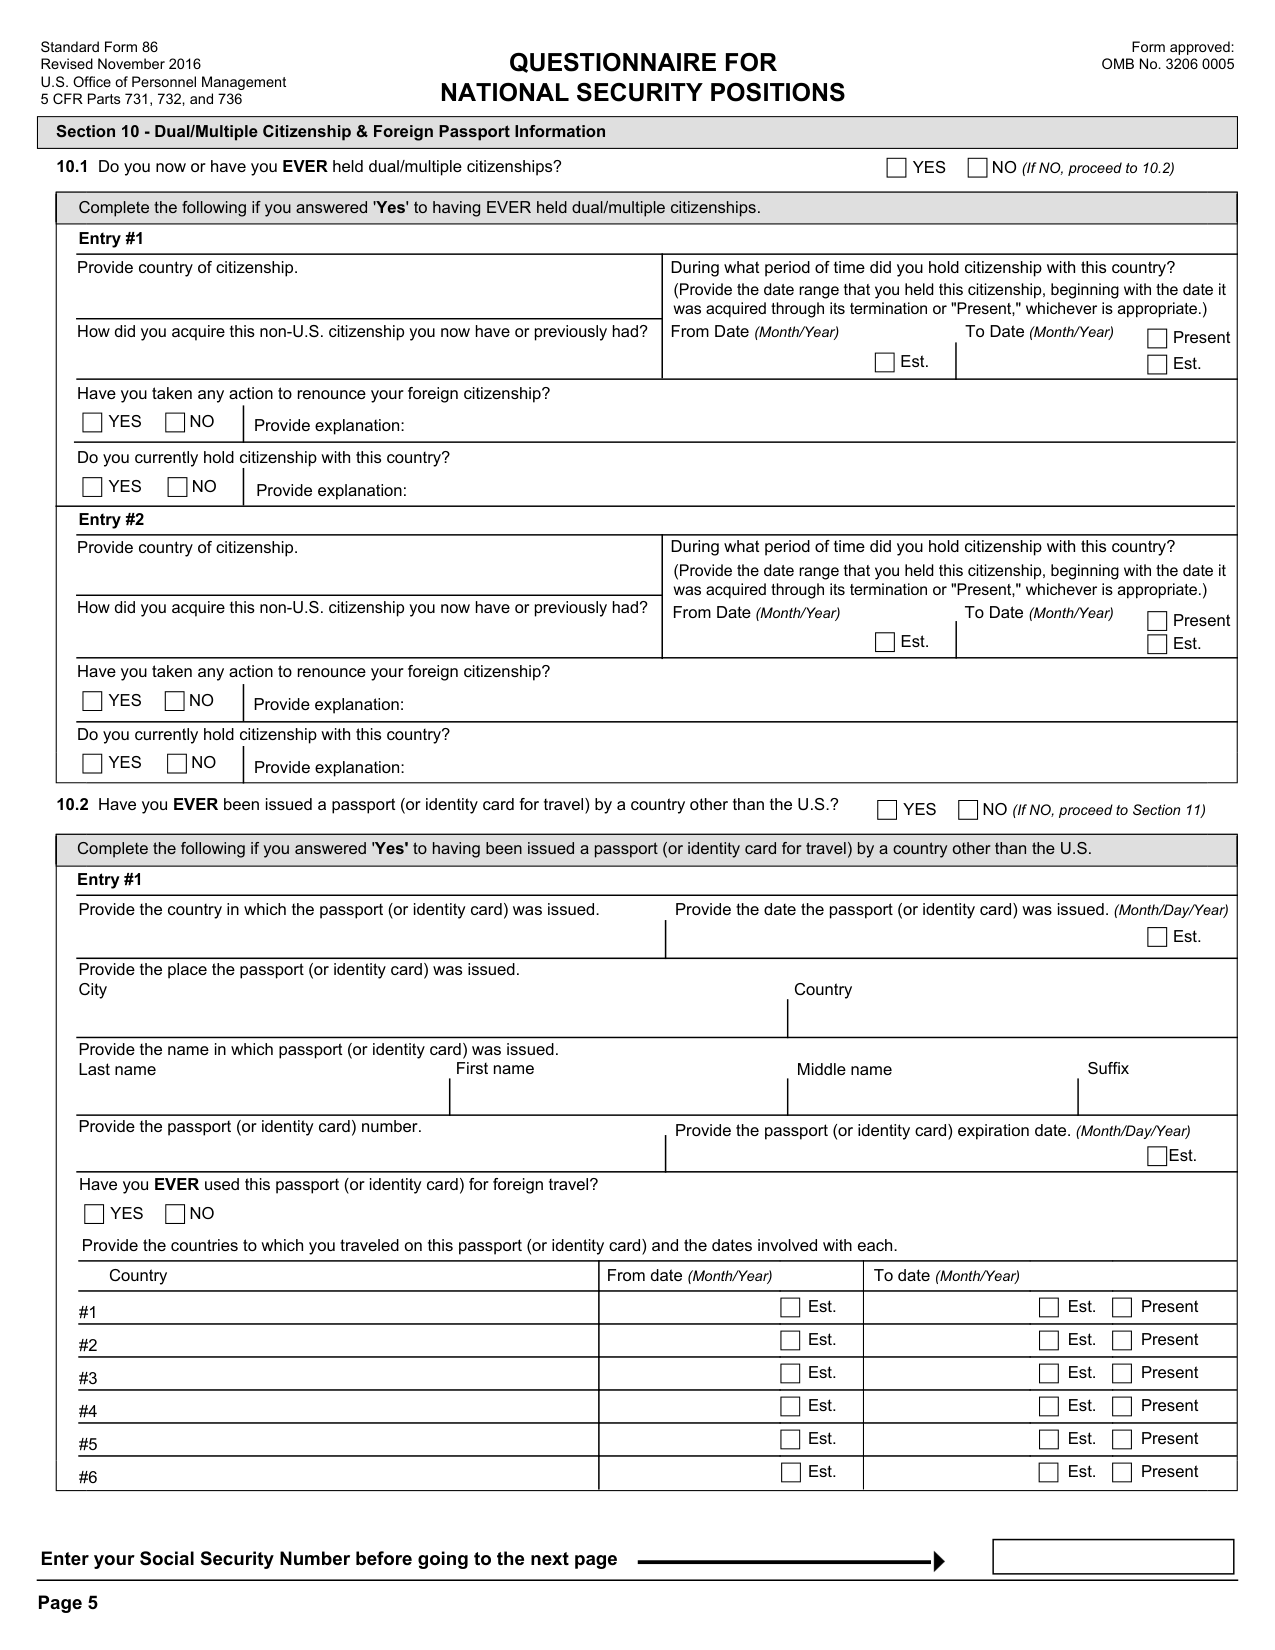 Standard Form 86
Revised November 2016
U.S. Office of Personnel Management
5 CFR Parts 731, 732, and 736
QUESTIONNAIRE FOR
NATIONAL SECURITY POSITIONS
Form approved:
OMB No. 3206 0005
Section 10 - Dual/Multiple Citizenship & Foreign Passport Information
10.1 Do you now or have you EVER held dual/multiple citizenships? YES NO (If NO, proceed to 10.2)
Complete the following if you answered 'Yes' to having EVER held dual/multiple citizenships.
Entry #1
Provide country of citizenship.
During what period of time did you hold citizenship with this country?
(Provide the date range that you held this citizenship, beginning with the date it
was acquired through its termination or "Present," whichever is appropriate.)
How did you acquire this non-U.S. citizenship you now have or previously had?
From Date (Month/Year) To Date (Month/Year) Present
Est. Est.
Have you taken any action to renounce your foreign citizenship?
YES NO Provide explanation:
Do you currently hold citizenship with this country?
YES NO Provide explanation:
Entry #2
Provide country of citizenship.
During what period of time did you hold citizenship with this country?
(Provide the date range that you held this citizenship, beginning with the date it
was acquired through its termination or "Present," whichever is appropriate.)
How did you acquire this non-U.S. citizenship you now have or previously had?
From Date (Month/Year) To Date (Month/Year) Present
Est. Est.
Have you taken any action to renounce your foreign citizenship?
YES NO Provide explanation:
Do you currently hold citizenship with this country?
YES NO Provide explanation:
10.2 Have you EVER been issued a passport (or identity card for travel) by a country other than the U.S.? YES NO (If NO, proceed to Section 11)
Complete the following if you answered 'Yes' to having been issued a passport (or identity card for travel) by a country other than the U.S.
Entry #1
Provide the country in which the passport (or identity card) was issued. Provide the date the passport (or identity card) was issued. (Month/Day/Year)
Est.
Provide the place the passport (or identity card) was issued.
City Country
Provide the name in which passport (or identity card) was issued.
Last name First name Middle name Suffix
Provide the passport (or identity card) number. Provide the passport (or identity card) expiration date. (Month/Day/Year)
Est.
Have you EVER used this passport (or identity card) for foreign travel?
YES NO
Provide the countries to which you traveled on this passport (or identity card) and the dates involved with each.
Country From date (Month/Year) To date (Month/Year)
#1 Est. Est. Present
#2 Est. Est. Present
#3 Est. Est. Present
#4 Est. Est. Present
#5 Est. Est. Present
#6 Est. Est. Present
Enter your Social Security Number before going to the next page
Page 5